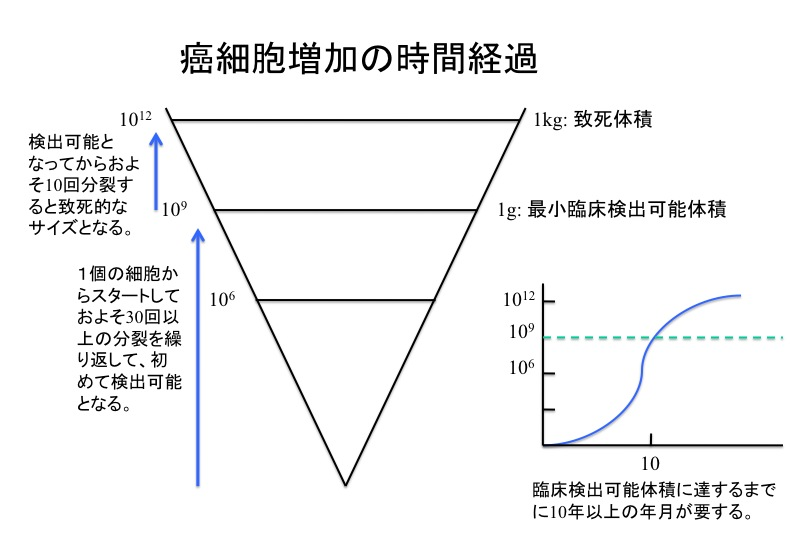 癌細胞増加の時間経過
10¹²
1kg: 致死体積
検出可能と
なってからおよ
そ10回分裂す
ると致死的な
サイズとなる。
10⁹
1g: 最小臨床検出可能体積
１個の細胞か
らスタートして
おおよそ30回以
上の分裂を繰
り返して、初
めて検出可能
となる。
10⁶
10¹²
10⁹
10⁶
10
臨床検出可能体積に達するまで
に10年以上の年月が要する。